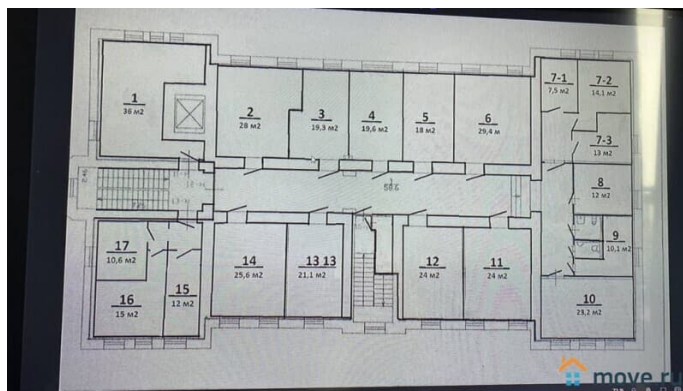 1
36 м2
2
28 м2
3
19,3 м2
4
19,6 м2
5
18 м2
6
29,4 м
7-1
7,5 м2
7-2
14,1 м2
7-3
13 м2
8
12 м2
9
10,1 м2
10
23,2 м2
11
24 м2
12
24 м2
13 13
21,1 м2
14
25,6 м2
15
12 м2
16
15 м2
17
10,6 м2
move.ru